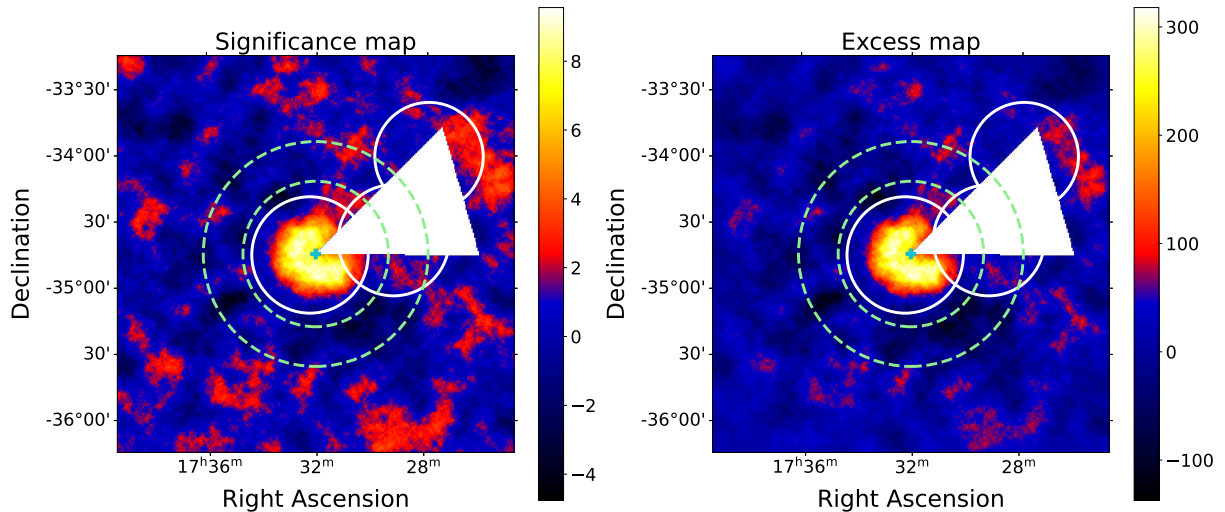 Significance map
Declination
-33°30'
-34°00'
30'
-35°00'
30'
-36°00'
17ʰ36ᵐ
32ᵐ
28ᵐ
Right Ascension
8
6
4
2
0
−2
−4
Excess map
Declination
-33°30'
-34°00'
30'
-35°00'
30'
-36°00'
17ʰ36ᵐ
32ᵐ
28ᵐ
Right Ascension
300
200
100
0
−100